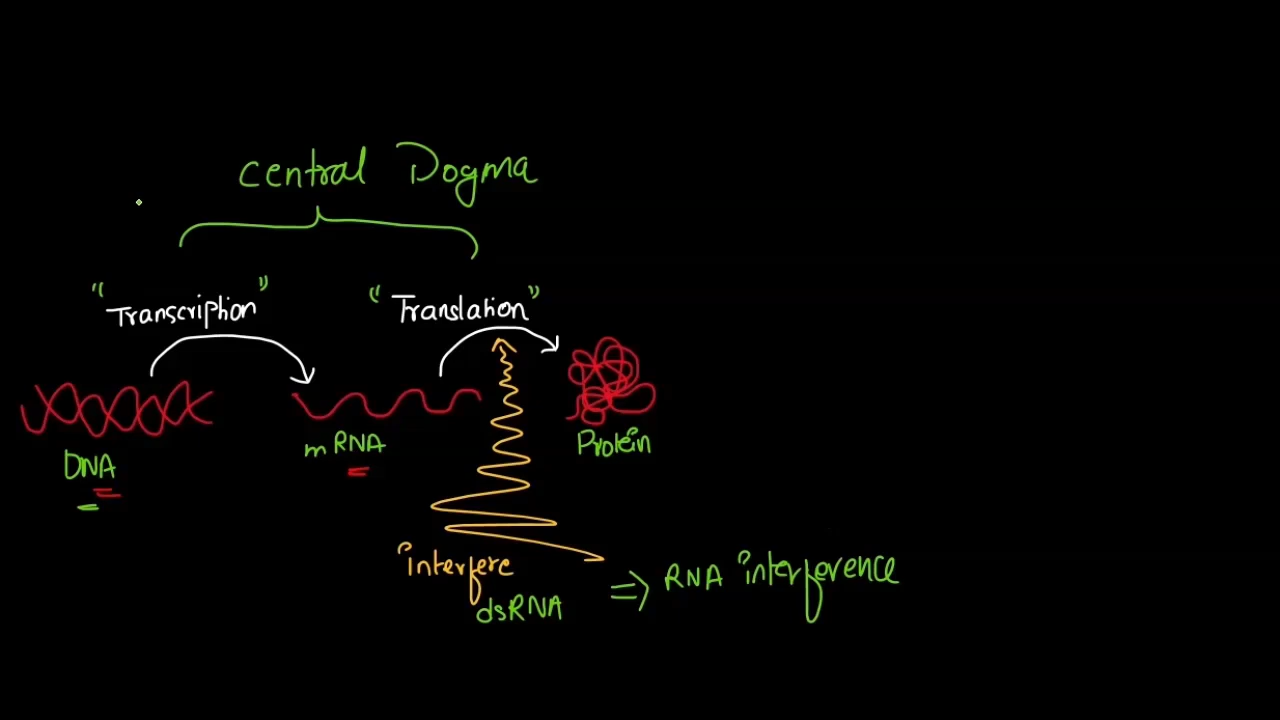 Central Dogma
"Transcription" "Translation"
DNA mRNA Protein
interfere
dsRNA ⇒ RNA interference